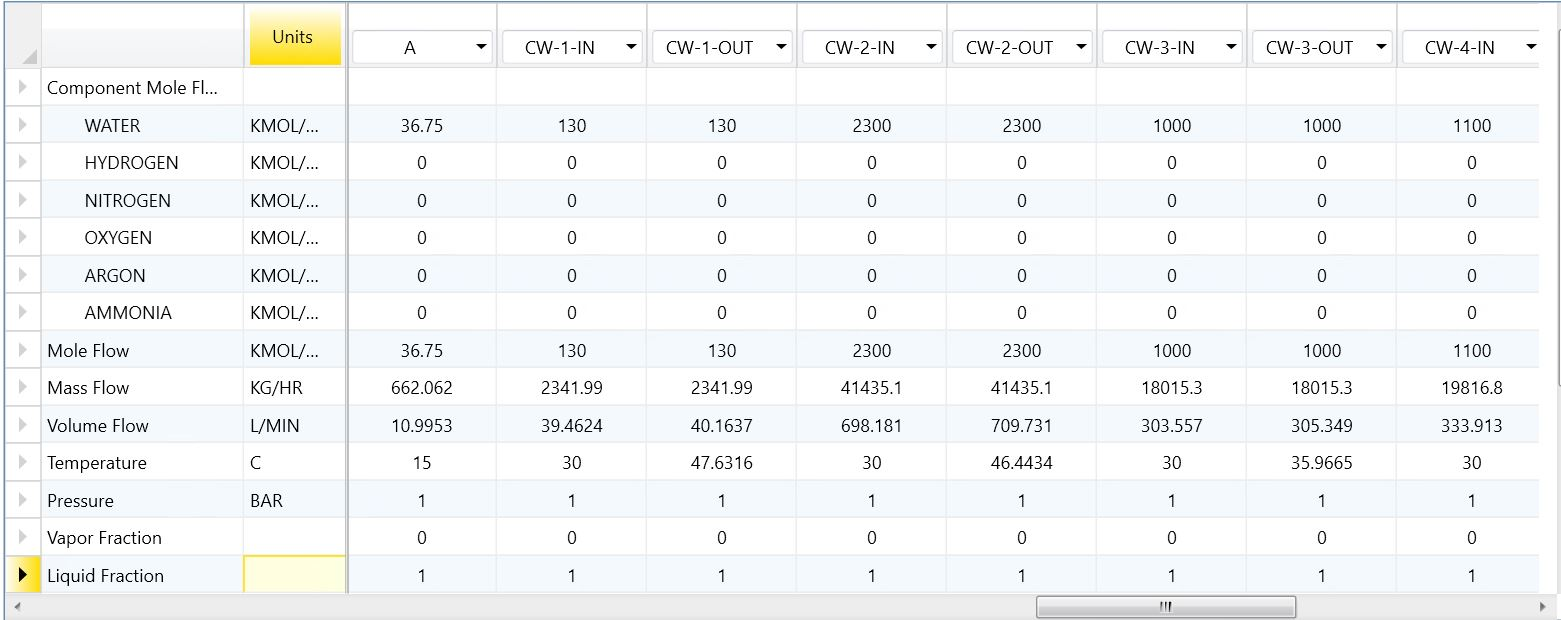 Units A CW-1-IN CW-1-OUT CW-2-IN CW-2-OUT CW-3-IN CW-3-OUT CW-4-IN
Component Mole Fl...
WATER KMOL/... 36.75 130 130 2300 2300 1000 1000 1100
HYDROGEN KMOL/... 0 0 0 0 0 0 0 0
NITROGEN KMOL/... 0 0 0 0 0 0 0 0
OXYGEN KMOL/... 0 0 0 0 0 0 0 0
ARGON KMOL/... 0 0 0 0 0 0 0 0
AMMONIA KMOL/... 0 0 0 0 0 0 0 0
Mole Flow KMOL/... 36.75 130 130 2300 2300 1000 1000 1100
Mass Flow KG/HR 662.062 2341.99 2341.99 41435.1 41435.1 18015.3 18015.3 19816.8
Volume Flow L/MIN 10.9953 39.4624 40.1637 698.181 709.731 303.557 305.349 333.913
Temperature C 15 30 47.6316 30 46.4434 30 35.9665 30
Pressure BAR 1 1 1 1 1 1 1 1
Vapor Fraction 0 0 0 0 0 0 0 0
Liquid Fraction 1 1 1 1 1 1 1 1